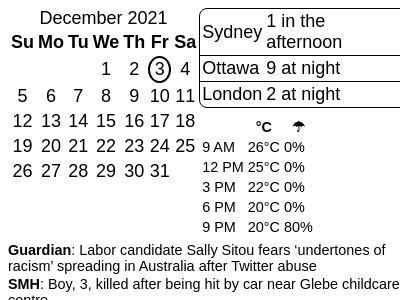 December 2021
Su Mo Tu We Th Fr Sa
1 2 3 4
5 6 7 8 9 10 11
12 13 14 15 16 17 18
19 20 21 22 23 24 25
26 27 28 29 30 31
Sydney 1 in the
afternoon
Ottawa 9 at night
London 2 at night
°C ☂
9 AM 26°C 0%
12 PM 25°C 0%
3 PM 22°C 0%
6 PM 20°C 0%
9 PM 20°C 80%
Guardian: Labor candidate Sally Sitou fears ‘undertones of
racism’ spreading in Australia after Twitter abuse
SMH: Boy, 3, killed after being hit by car near Glebe childcare
centre